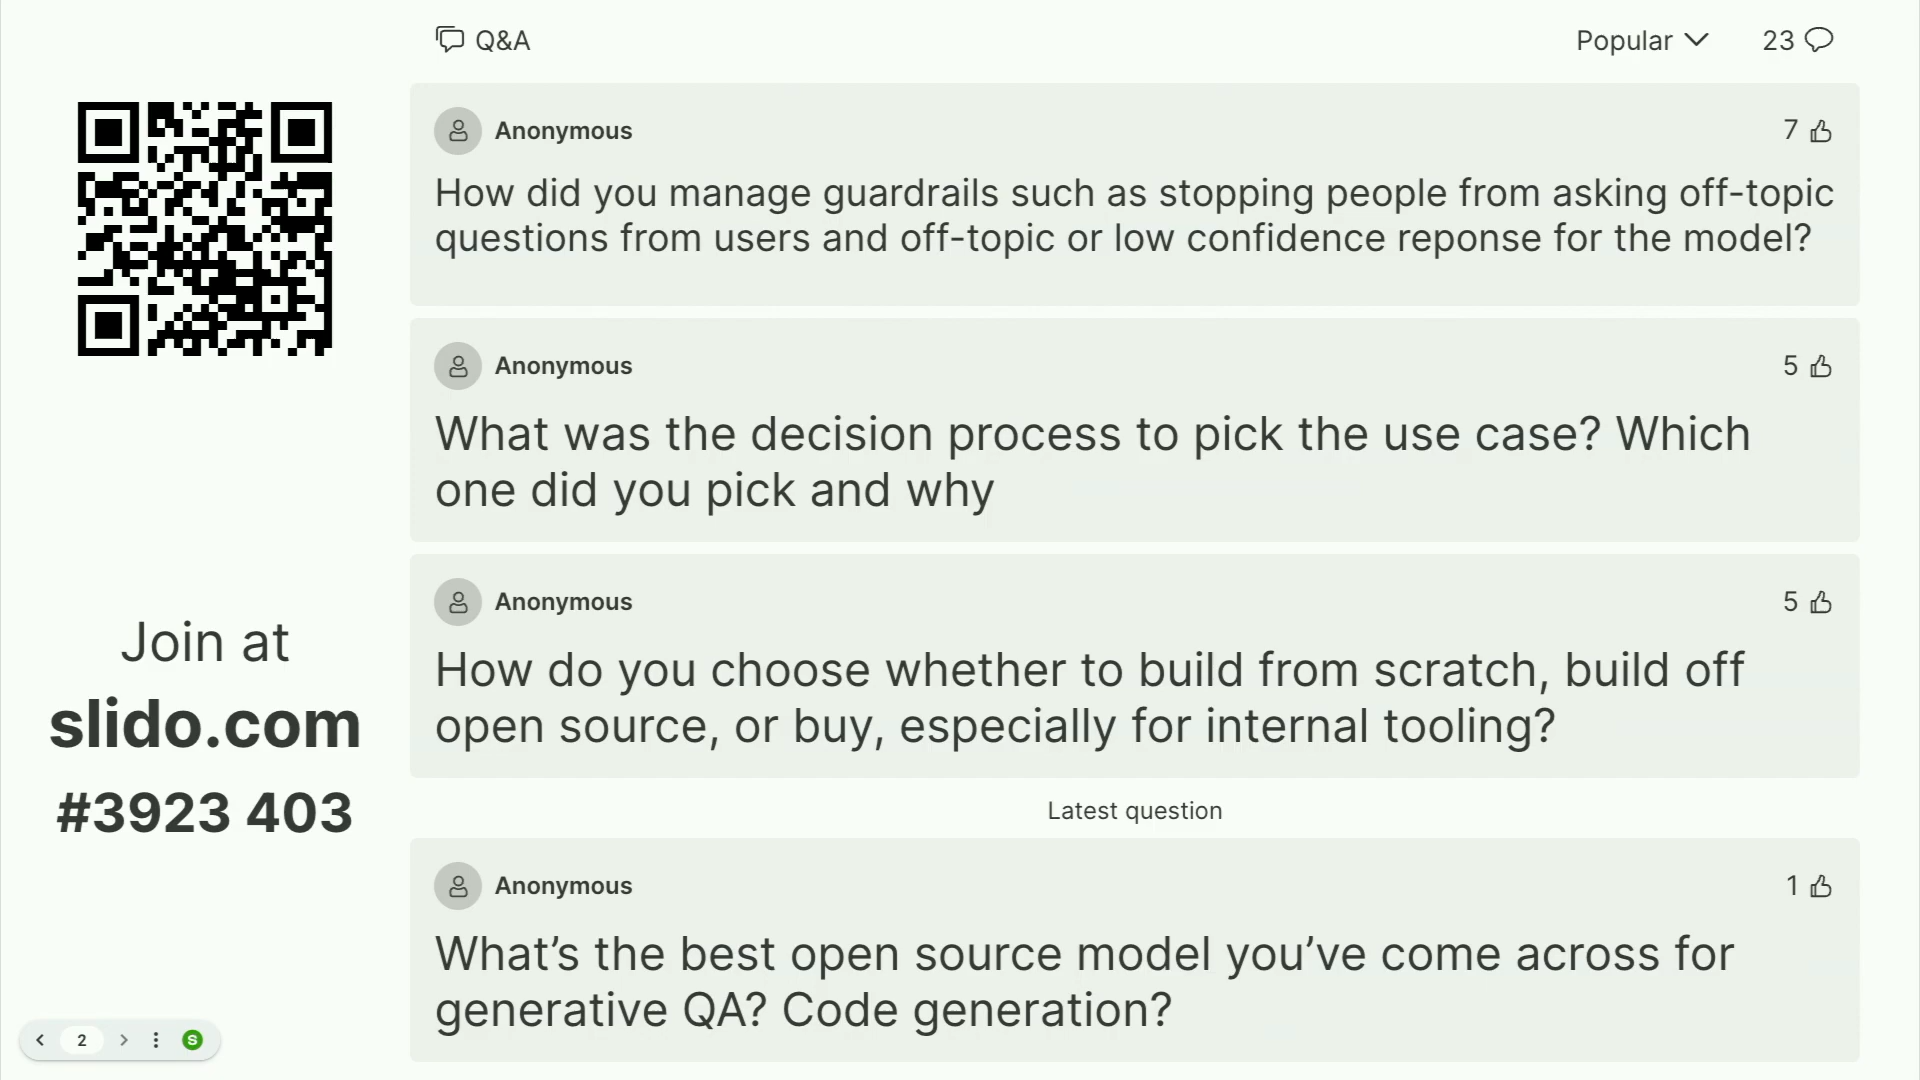 Q&A
Popular
23
Anonymous
7
How did you manage guardrails such as stopping people from asking off-topic
questions from users and off-topic or low confidence reponse for the model?
Anonymous
5
What was the decision process to pick the use case? Which
one did you pick and why
Anonymous
5
How do you choose whether to build from scratch, build off
open source, or buy, especially for internal tooling?
Latest question
Anonymous
1
What’s the best open source model you’ve come across for
generative QA? Code generation?
Join at
slido.com
#3923 403
2
S